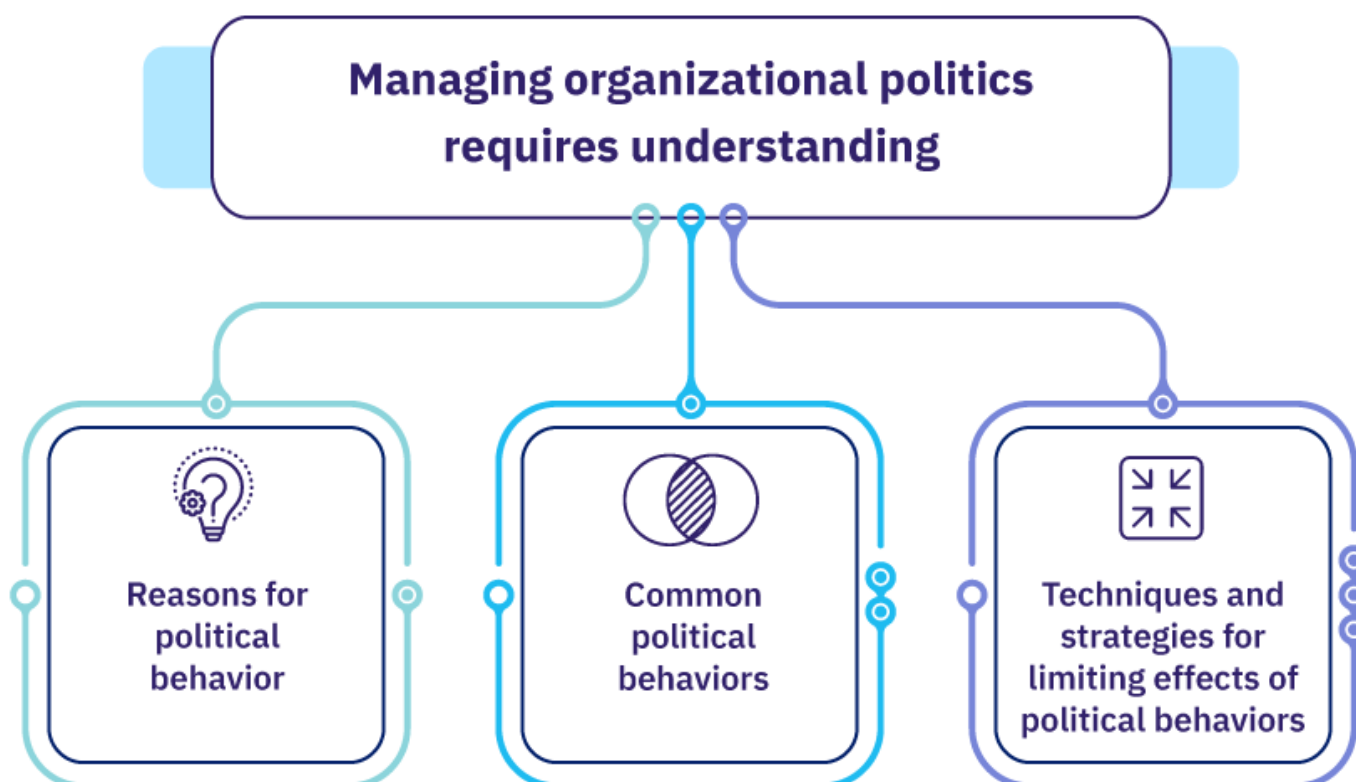 Managing organizational politics
requires understanding
Reasons for
political
behavior
Common
political
behaviors
Techniques and
strategies for
limiting effects of
political behaviors